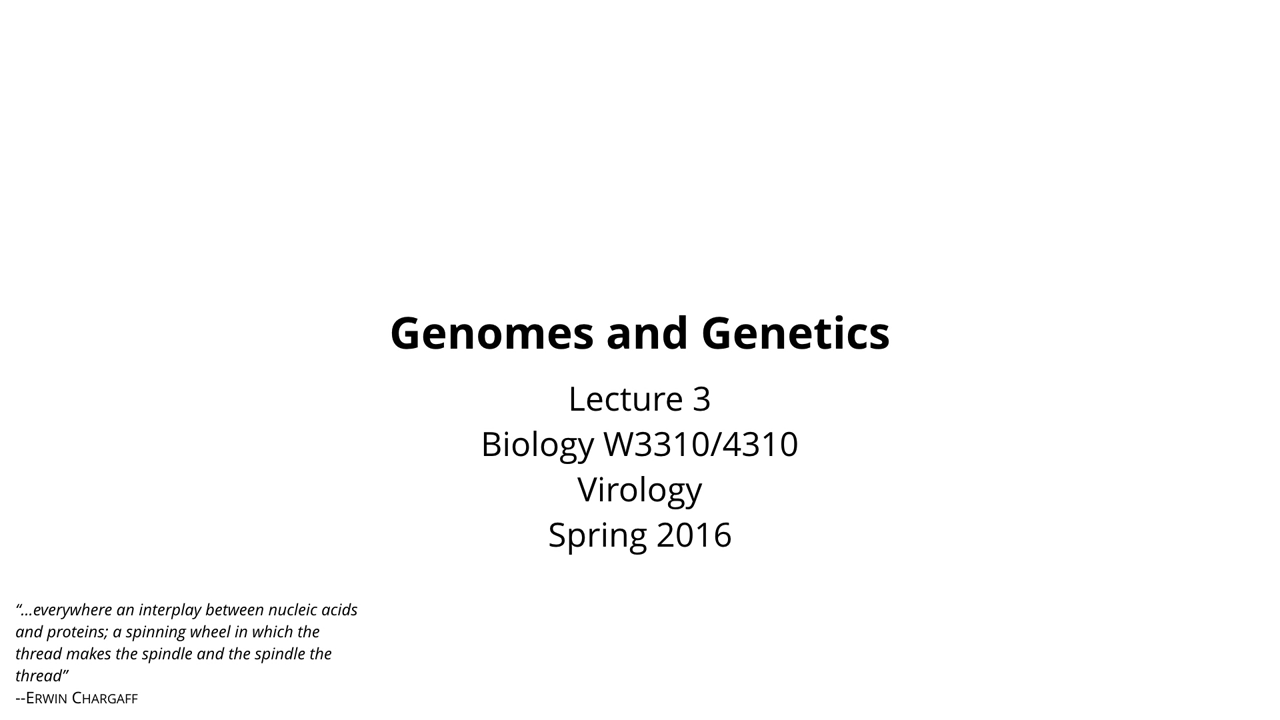 Genomes and Genetics
Lecture 3
Biology W3310/4310
Virology
Spring 2016
“…everywhere an interplay between nucleic acids
and proteins; a spinning wheel in which the
thread makes the spindle and the spindle the
thread”
--ERWIN CHARGAFF